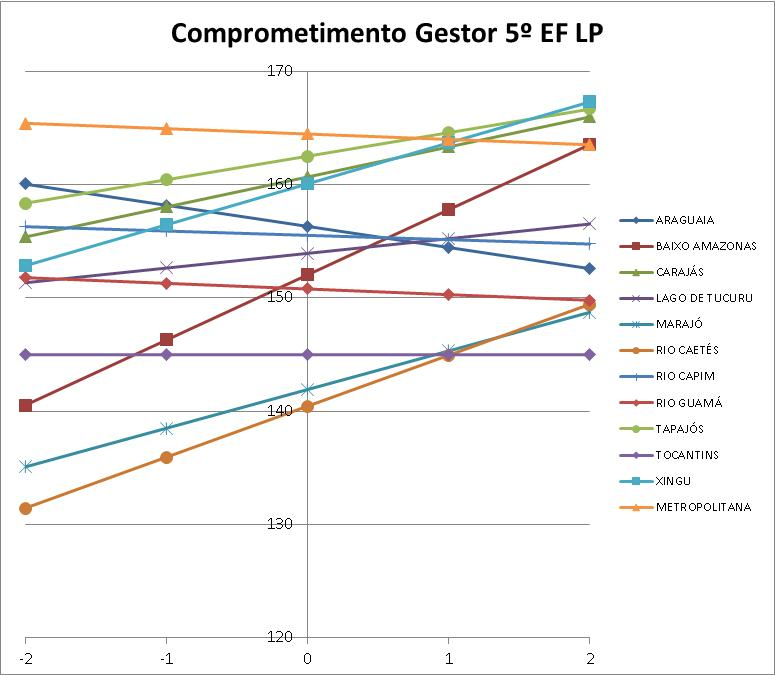 Comprometimento Gestor 5º EF LP
170
160
150
140
130
120
-2
-1
0
1
2
ARAGUAIA
BAIXO AMAZONAS
CARAJÁS
LAGO DE TUCURU
MARAJÓ
RIO CAETÉS
RIO CAPIM
RIO GUAMÁ
TAPAJÓS
TOCANTINS
XINGU
METROPOLITANA